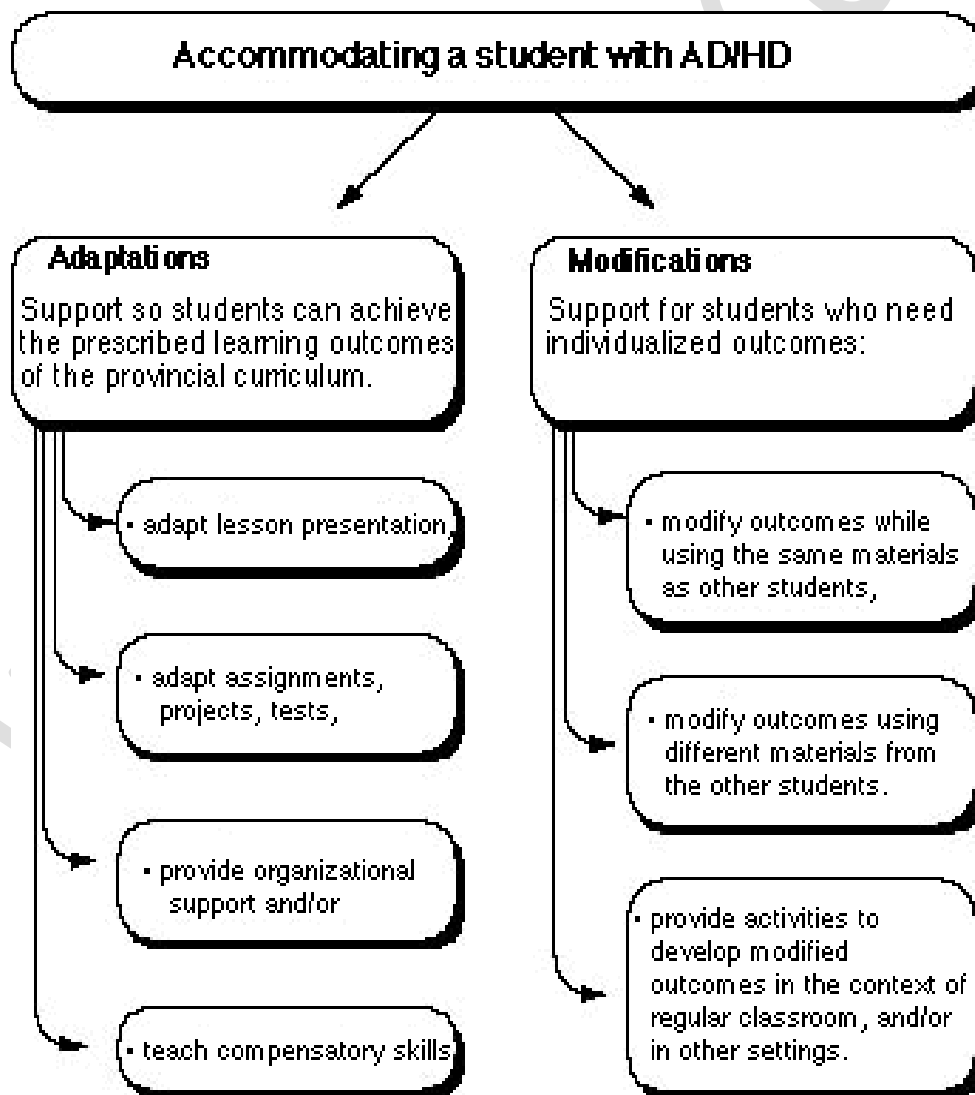 Accommodating a student with AD/HD
Adaptations
Support so students can achieve
the prescribed learning outcomes
of the provincial curriculum.
• adapt lesson presentation,
• adapt assignments,
projects, tests,
• provide organizational
support and/or
• teach compensatory skills
Modifications
Support for students who need
individualized outcomes:
• modify outcomes while
using the same materials
as other students,
• modify outcomes using
different materials from
the other students.
• provide activities to
develop modified
outcomes in the context of
regular classroom, and/or
in other settings.